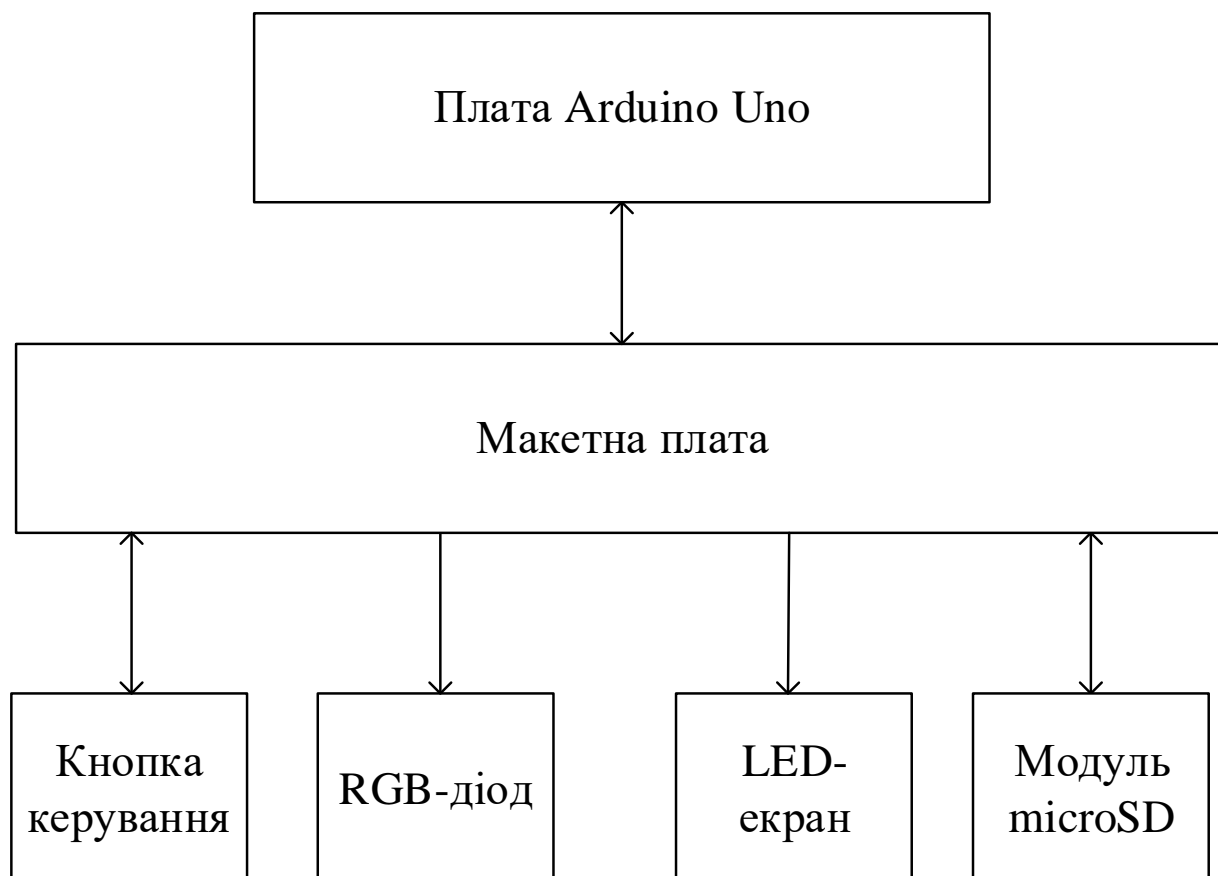 Плата Arduino Uno
Макетна плата
Кнопка
керування
RGB-діод
LED-
екран
Модуль
microSD